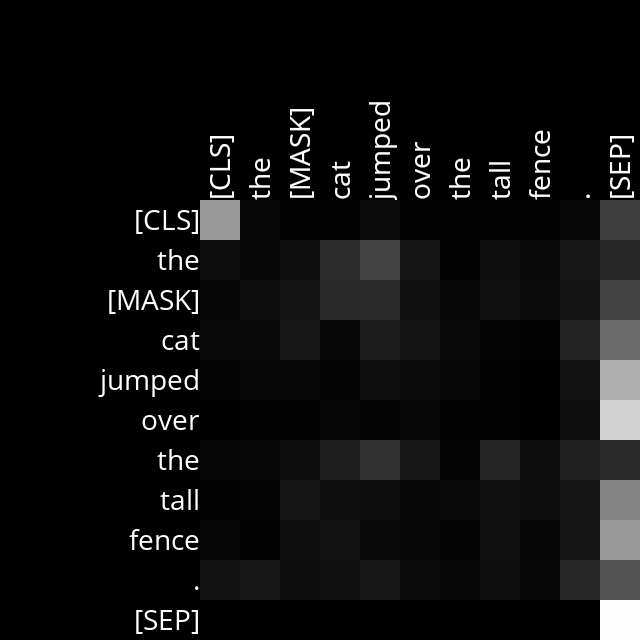 [CLS] the [MASK] cat jumped over the tall fence . [SEP]
[CLS]
the
[MASK]
cat
jumped
over
the
tall
fence
.
[SEP]